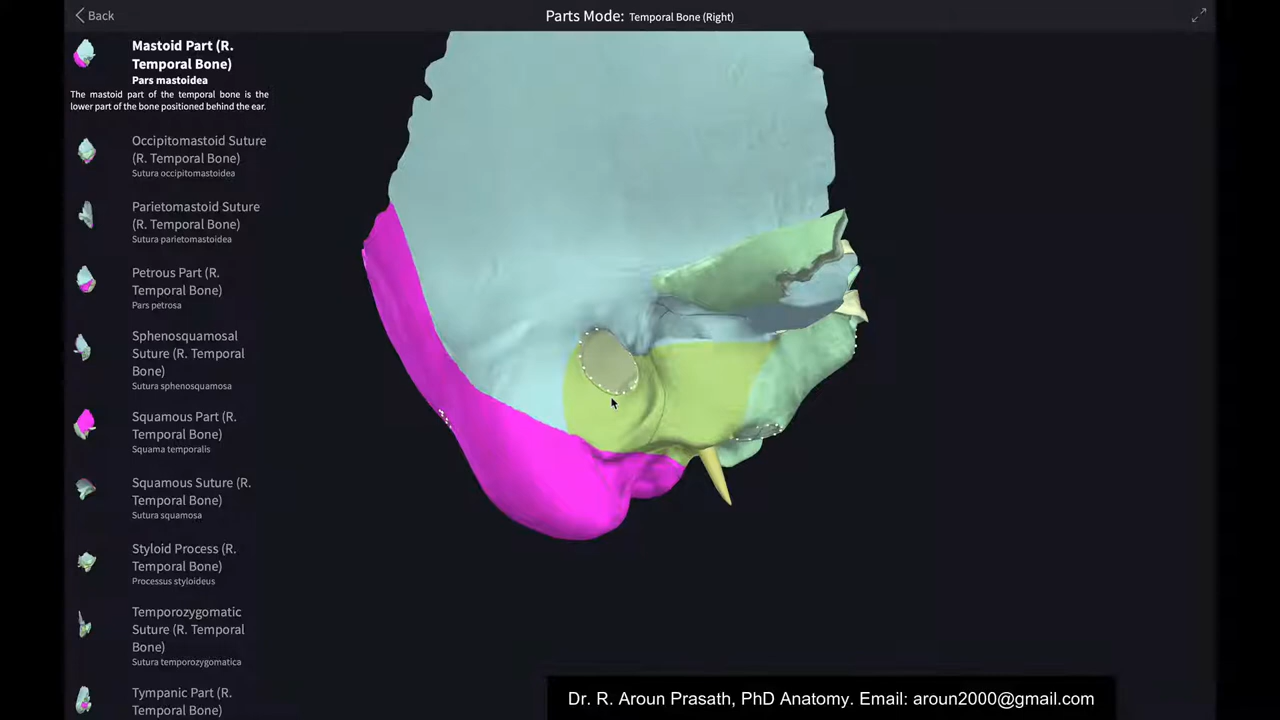 Back
Parts Mode: Temporal Bone (Right)
Mastoid Part (R.
Temporal Bone)
Pars mastoidea
The mastoid part of the temporal bone is the
lower part of the bone positioned behind the ear.
Occipitomastoid Suture
(R. Temporal Bone)
Sutura occipitomastoidea
Parietomastoid Suture
(R. Temporal Bone)
Sutura parietomastoidea
Petrous Part (R.
Temporal Bone)
Pars petrosa
Sphenosquamosal
Suture (R. Temporal
Bone)
Sutura sphenosquamosa
Squamous Part (R.
Temporal Bone)
Squama temporalis
Squamous Suture (R.
Temporal Bone)
Sutura squamosa
Styloid Process (R.
Temporal Bone)
Processus styloideus
Temporozygomatic
Suture (R. Temporal
Bone)
Sutura temporozygomatica
Tympanic Part (R.
Temporal Bone)
Dr. R. Aroun Prasath, PhD Anatomy. Email: aroun2000@gmail.com